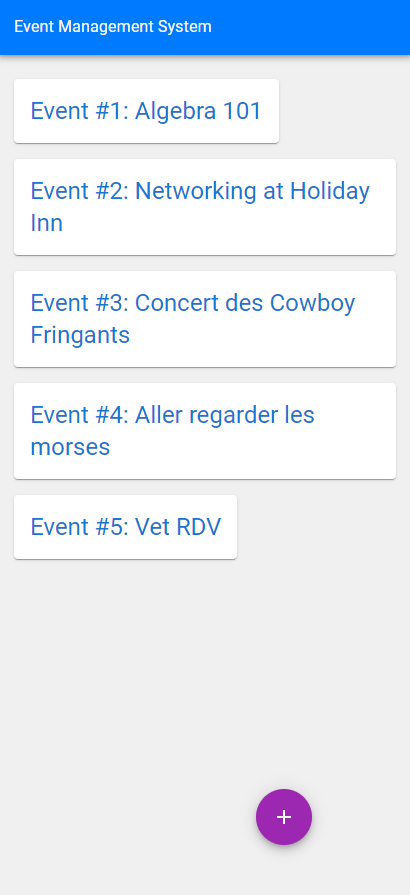 Event Management System
Event #1: Algebra 101
Event #2: Networking at Holiday
Inn
Event #3: Concert des Cowboy
Fringants
Event #4: Aller regarder les
morses
Event #5: Vet RDV
+